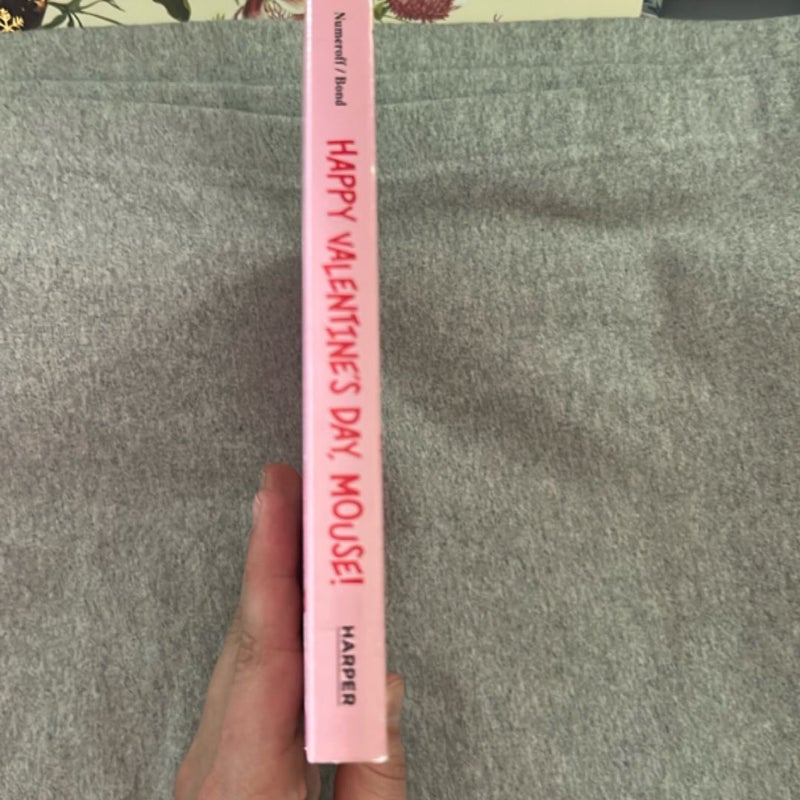 Numeroff / Bond
HAPPY VALENTINE'S DAY, MOUSE!
HARPER